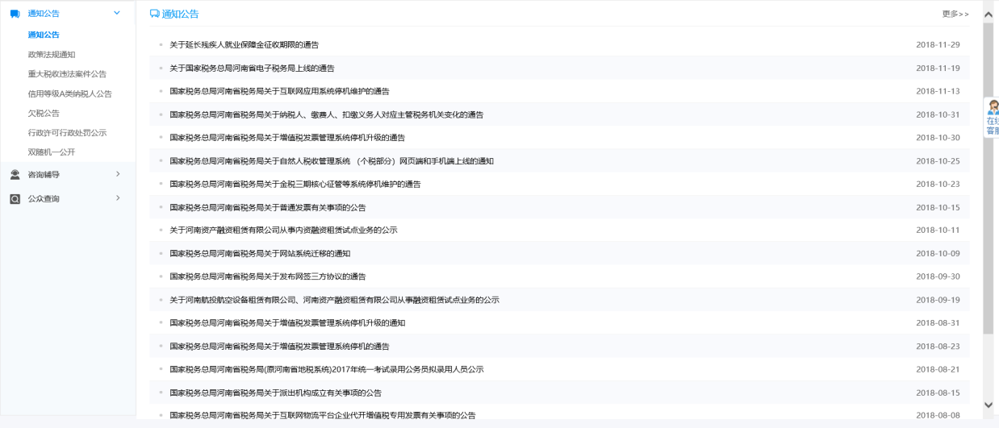 通知公告
通知公告
政策法规通知
重大税收违法案件公告
信用等级A类纳税人公告
欠税公告
行政许可行政处罚公示
双随机一公开
咨询辅导
公众查询
通知公告 更多>>
关于延长残疾人就业保障金征收期限的通告 2018-11-29
关于国家税务总局河南省电子税务局上线的通告 2018-11-19
国家税务总局河南省税务局关于互联网应用系统停机维护的通告 2018-11-13
国家税务总局河南省税务局关于纳税人、缴费人、扣缴义务人对应主管税务机关变化的通告 2018-10-31
国家税务总局河南省税务局关于增值税发票管理系统停机升级的通告 2018-10-30
国家税务总局河南省税务局关于自然人税收管理系统 （个税部分）网页端和手机端上线的通知 2018-10-25
国家税务总局河南省税务局关于金税三期核心征管等系统停机维护的通告 2018-10-23
国家税务总局河南省税务局关于普通发票有关事项的公告 2018-10-15
关于河南资产融资租赁有限公司从事内资融资租赁试点业务的公示 2018-10-11
国家税务总局河南省税务局关于网站系统迁移的通知 2018-10-09
国家税务总局河南省税务局关于发布网签三方协议的通告 2018-09-30
关于河南航投航空设备租赁有限公司、河南资产融资租赁有限公司从事融资租赁试点业务的公示 2018-09-19
国家税务总局河南省税务局关于增值税发票管理系统停机升级的通知 2018-08-31
国家税务总局河南省税务局关于增值税发票管理系统停机的通告 2018-08-23
国家税务总局河南省税务局(原河南省地税系统)2017年统一考试录用公务员拟录用人员公示 2018-08-21
国家税务总局河南省税务局关于派出机构成立有关事项的公告 2018-08-15
国家税务总局河南省税务局关于互联网物流平台企业代开增值税专用发票有关事项的公告 2018-08-08
在线
客服